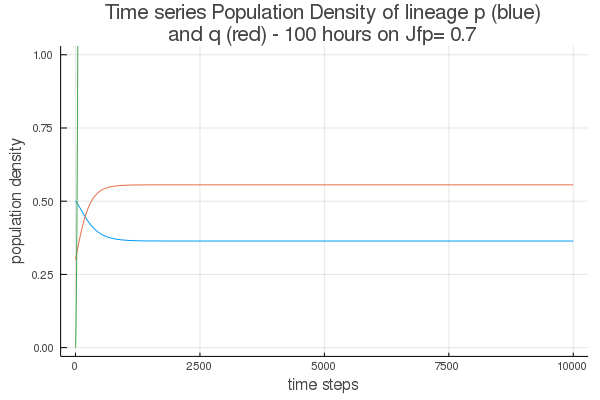 Time series Population Density of lineage p (blue)
and q (red) - 100 hours on Jfp= 0.7
1.00
0.75
0.50
0.25
0.00
population density
0
2500
5000
7500
10000
time steps